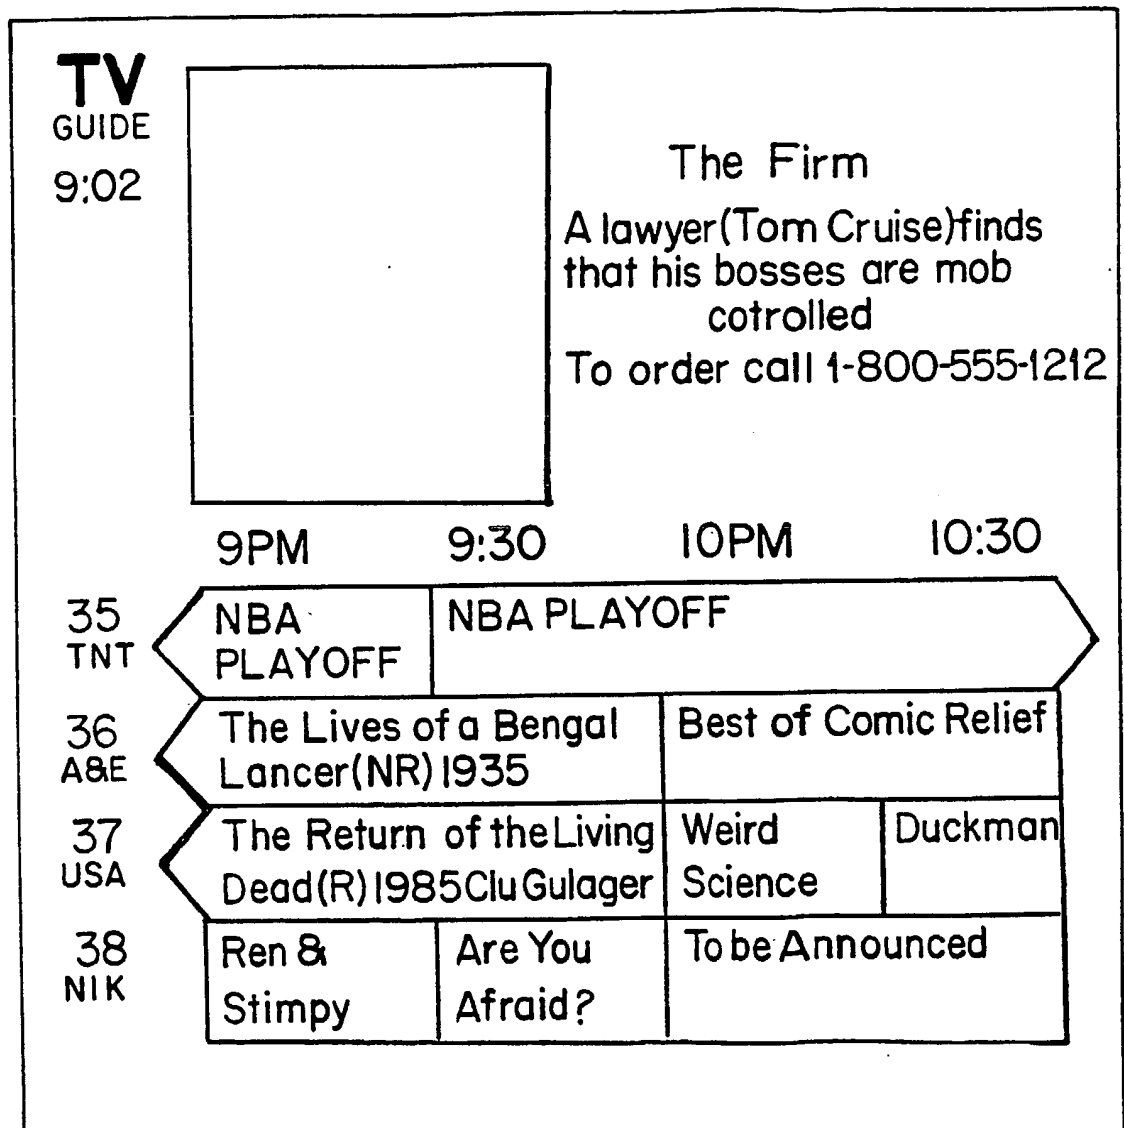 TV
GUIDE
9:02
The Firm
A lawyer(Tom Cruise)finds
that his bosses are mob
cotrolled
To order call 1-800-555-1212
9PM 9:30 10PM 10:30
35
TNT
NBA
PLAYOFF
NBA PLAYOFF
36
A&E
The Lives of a Bengal
Lancer(NR) 1935
Best of Comic Relief
37
USA
The Return of the Living
Dead(R) 1985 Clu Gulager
Weird
Science
Duckman
38
NIK
Ren &
Stimpy
Are You
Afraid?
To be Announced